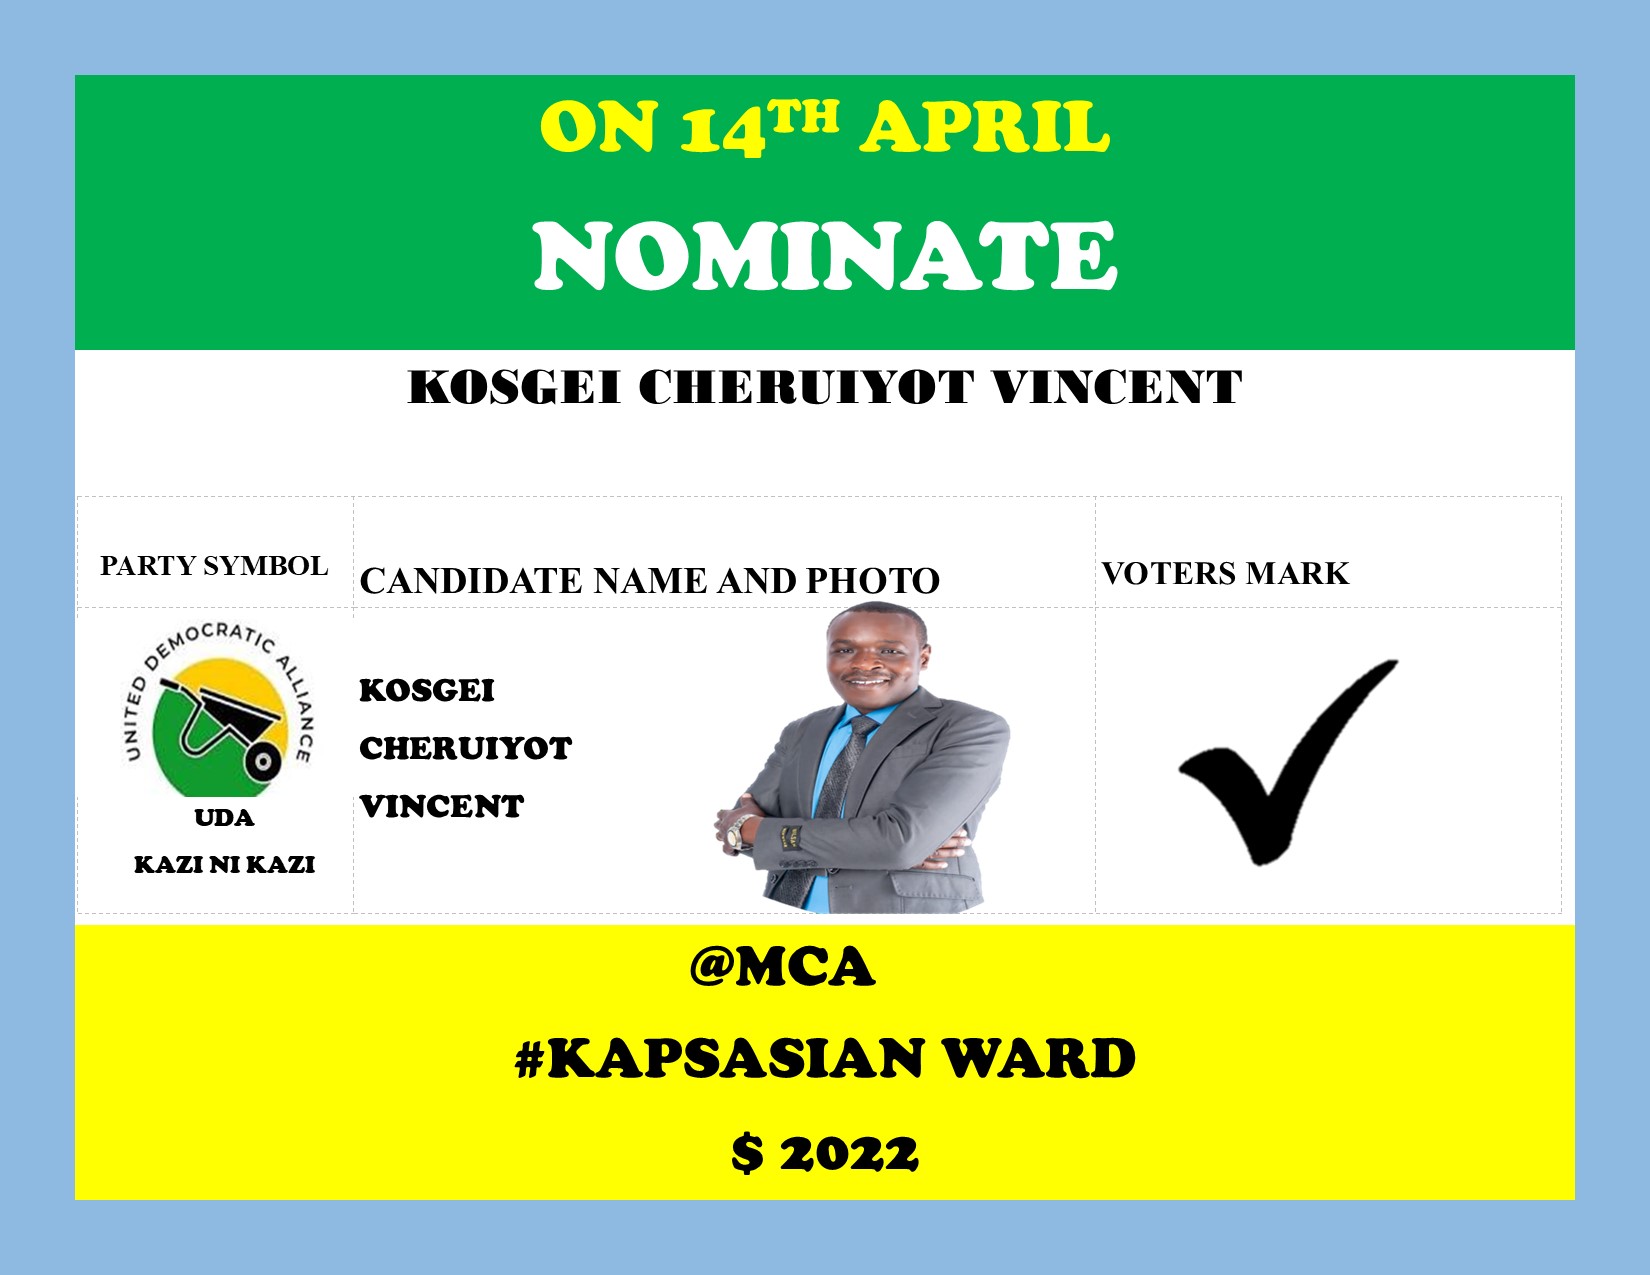 ON 14TH APRIL
NOMINATE
KOSGEI CHERUIYOT VINCENT
PARTY SYMBOL
CANDIDATE NAME AND PHOTO
VOTERS MARK
UNITED DEMOCRATIC ALLIANCE
UDA
KAZI NI KAZI
KOSGEI
CHERUIYOT
VINCENT
@MCA
#KAPSASIAN WARD
$ 2022